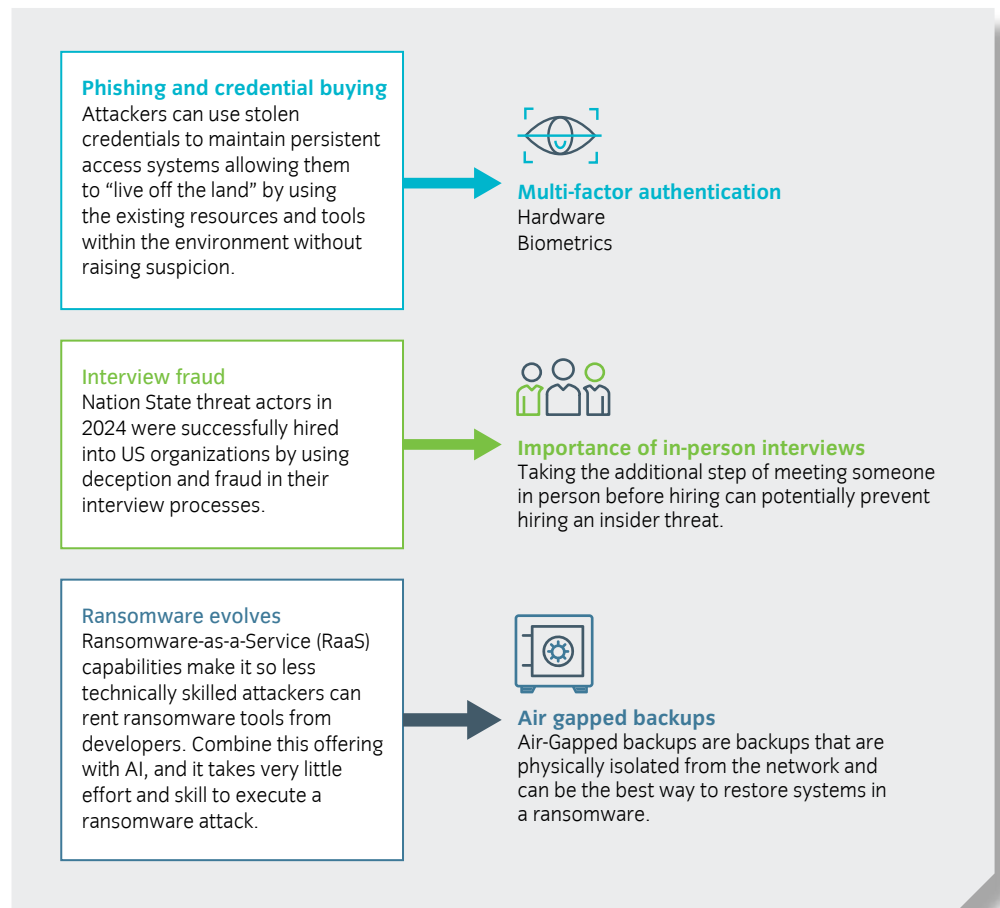 Phishing and credential buying
Attackers can use stolen
credentials to maintain persistent
access systems allowing them
to “live off the land” by using
the existing resources and tools
within the environment without
raising suspicion.
Multi-factor authentication
Hardware
Biometrics
Interview fraud
Nation State threat actors in
2024 were successfully hired
into US organizations by using
deception and fraud in their
interview processes.
Importance of in-person interviews
Taking the additional step of meeting someone
in person before hiring can potentially prevent
hiring an insider threat.
Ransomware evolves
Ransomware-as-a-Service (RaaS)
capabilities make it so less
technically skilled attackers can
rent ransomware tools from
developers. Combine this offering
with AI, and it takes very little
effort and skill to execute a
ransomware attack.
Air gapped backups
Air-Gapped backups are backups that are
physically isolated from the network and
can be the best way to restore systems in
a ransomware.